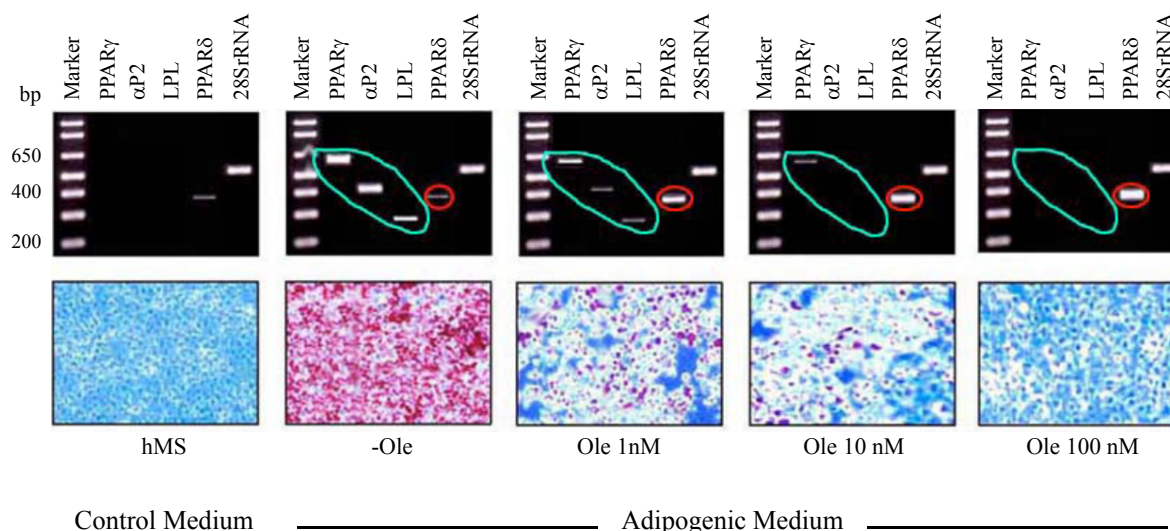 Marker PPARγ αP2 LPL PPARδ 28SrRNA
Marker PPARγ αP2 LPL PPARδ 28SrRNA
Marker PPARγ αP2 LPL PPARδ 28SrRNA
Marker PPARγ αP2 LPL PPARδ 28SrRNA
Marker PPARγ αP2 LPL PPARδ 28SrRNA
bp
650
400
200
hMS -Ole Ole 1nM Ole 10 nM Ole 100 nM
Control Medium Adipogenic Medium